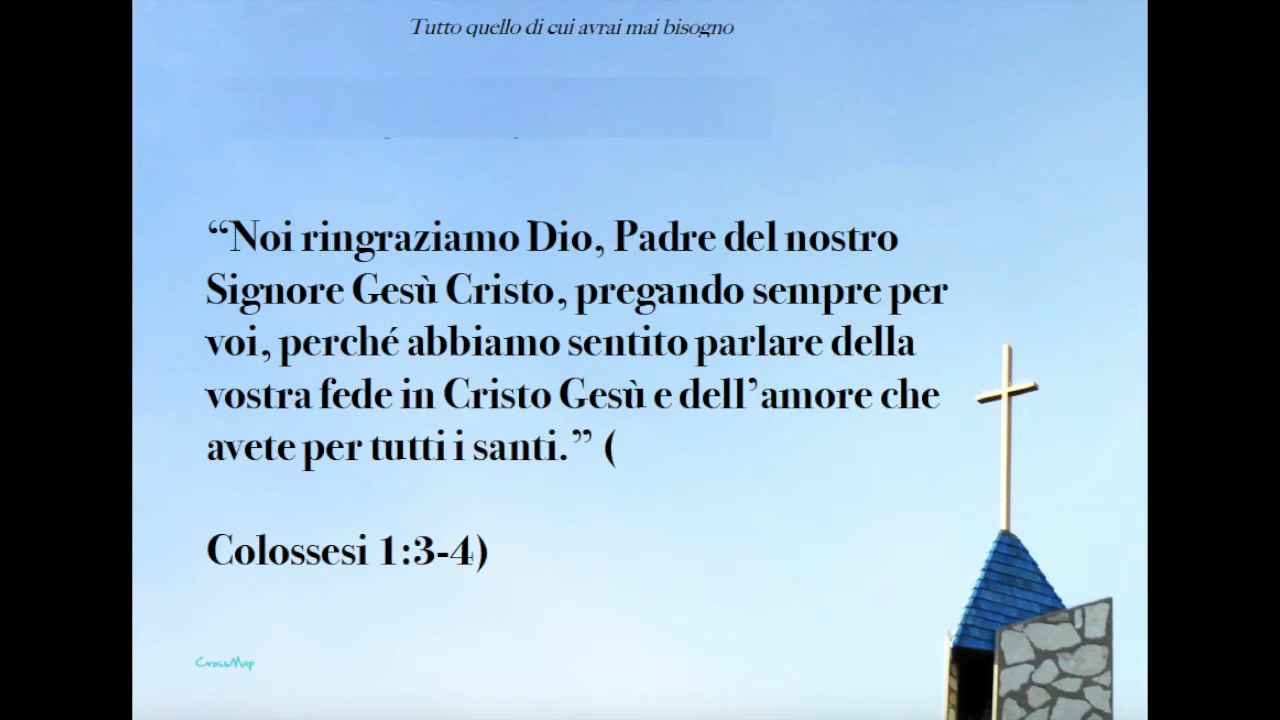 Tutto quello di cui avrai mai bisogno
“Noi ringraziamo Dio, Padre del nostro
Signore Gesù Cristo, pregando sempre per
voi, perché abbiamo sentito parlare della
vostra fede in Cristo Gesù e dell’amore che
avete per tutti i santi.” (
Colossesi 1:3-4)
CrossMap